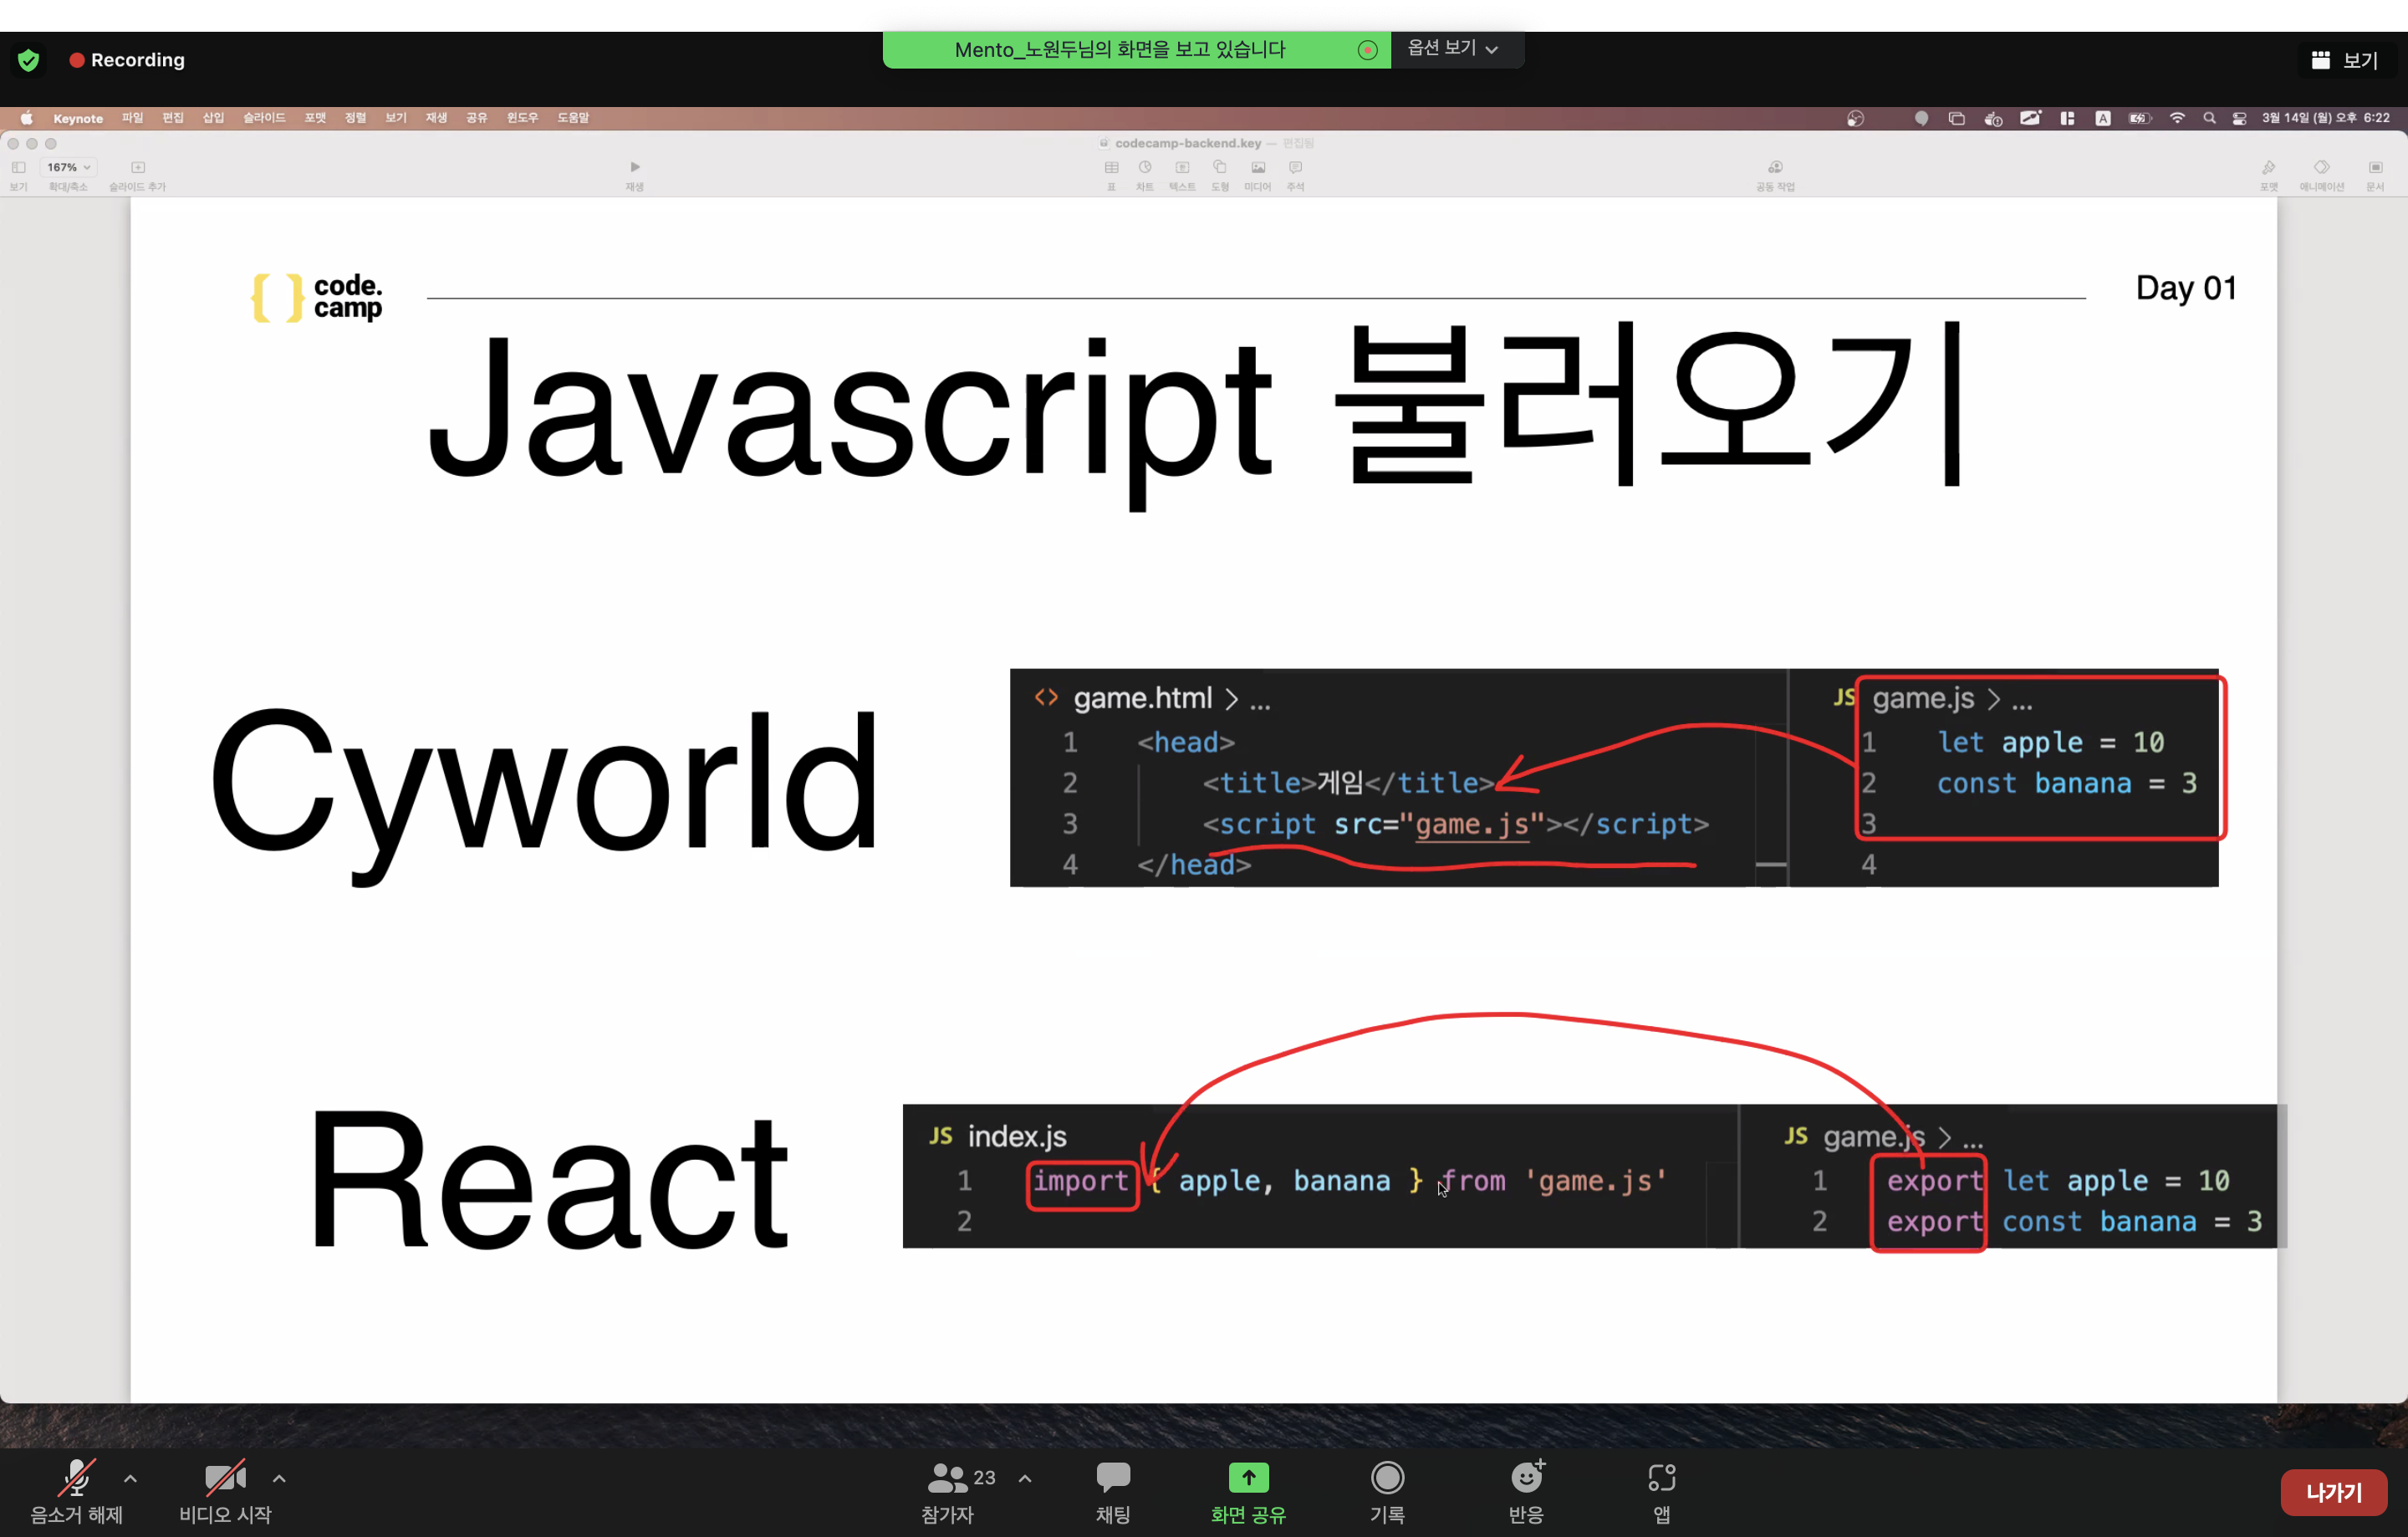 Recording
Mento_노원두님의 화면을 보고 있습니다
옵션 보기
보기
Keynote 파일 편집 삽입 슬라이드 포맷 정렬 보기 재생 공유 윈도우 도움말
A
3월 14일 (월) 오후 6:22
codecamp-backend.key — 편집됨
167%
보기 확대/축소 슬라이드 추가 재생 표 차트 텍스트 도형 미디어 주석 공동 작업 포맷 애니메이션 문서
code.
camp
Day 01
Javascript 불러오기
Cyworld
<> game.html > ...
1 <head>
2 <title>게임</title>
3 <script src="game.js"></script>
4 </head>
JS game.js > ...
1 let apple = 10
2 const banana = 3
3
4
React
JS index.js
1 import { apple, banana } from 'game.js'
2
JS game.js > ...
1 export let apple = 10
2 export const banana = 3
음소거 해제
비디오 시작
23
참가자
채팅
화면 공유
기록
반응
앱
나가기